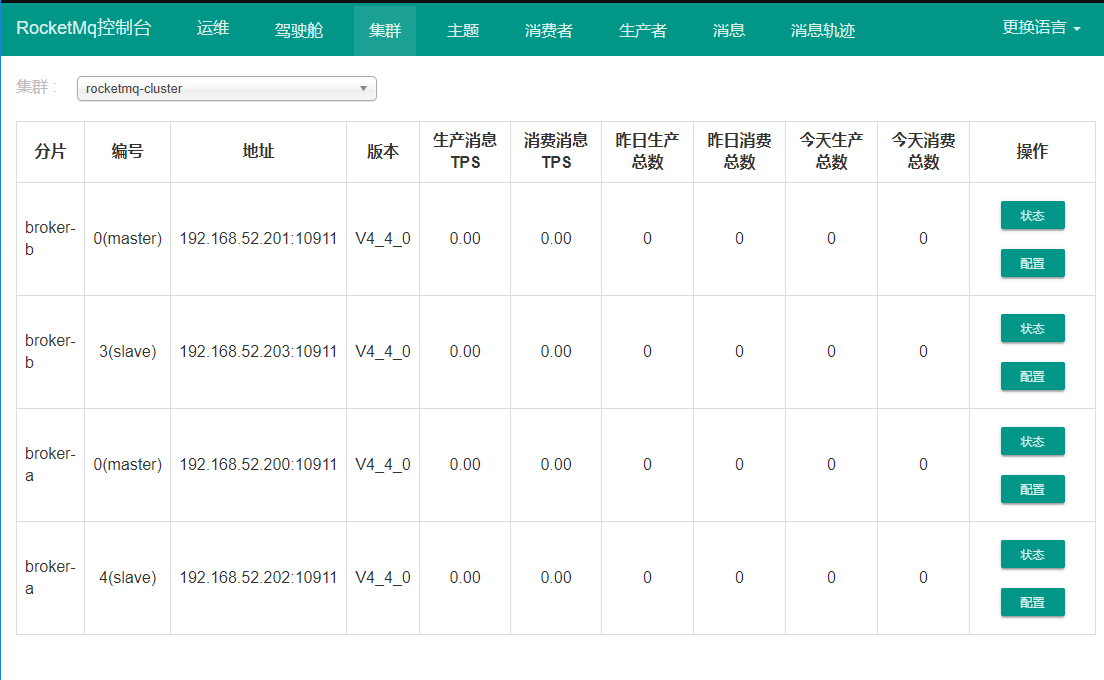 RocketMq控制台 运维 驾驶舱 集群 主题 消费者 生产者 消息 消息轨迹 更换语言
集群 : rocketmq-cluster
分片 编号 地址 版本 生产消息 TPS 消费消息 TPS 昨日生产 总数 昨日消费 总数 今天生产 总数 今天消费 总数 操作
broker-b 0(master) 192.168.52.201:10911 V4_4_0 0.00 0.00 0 0 0 0 状态
配置
broker-b 3(slave) 192.168.52.203:10911 V4_4_0 0.00 0.00 0 0 0 0 状态
配置
broker-a 0(master) 192.168.52.200:10911 V4_4_0 0.00 0.00 0 0 0 0 状态
配置
broker-a 4(slave) 192.168.52.202:10911 V4_4_0 0.00 0.00 0 0 0 0 状态
配置